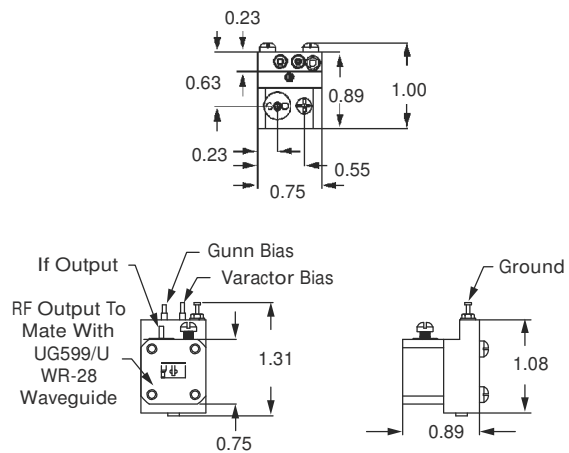 0.23
0.63
0.89
1.00
0.23
0.55
0.75
Gunn Bias
If Output
Varactor Bias
RF Output To
Mate With
UG599/U
WR-28
Waveguide
1.31
0.75
Ground
1.08
0.89